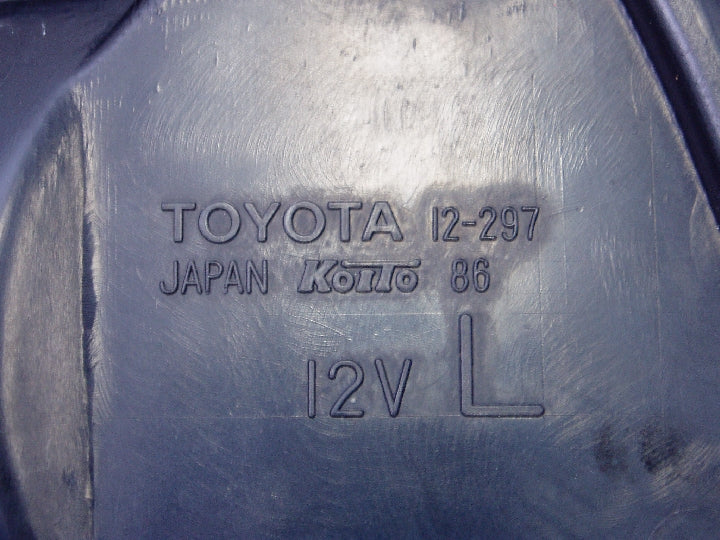 TOYOTA 12-297
JAPAN KOITO 86
12V L